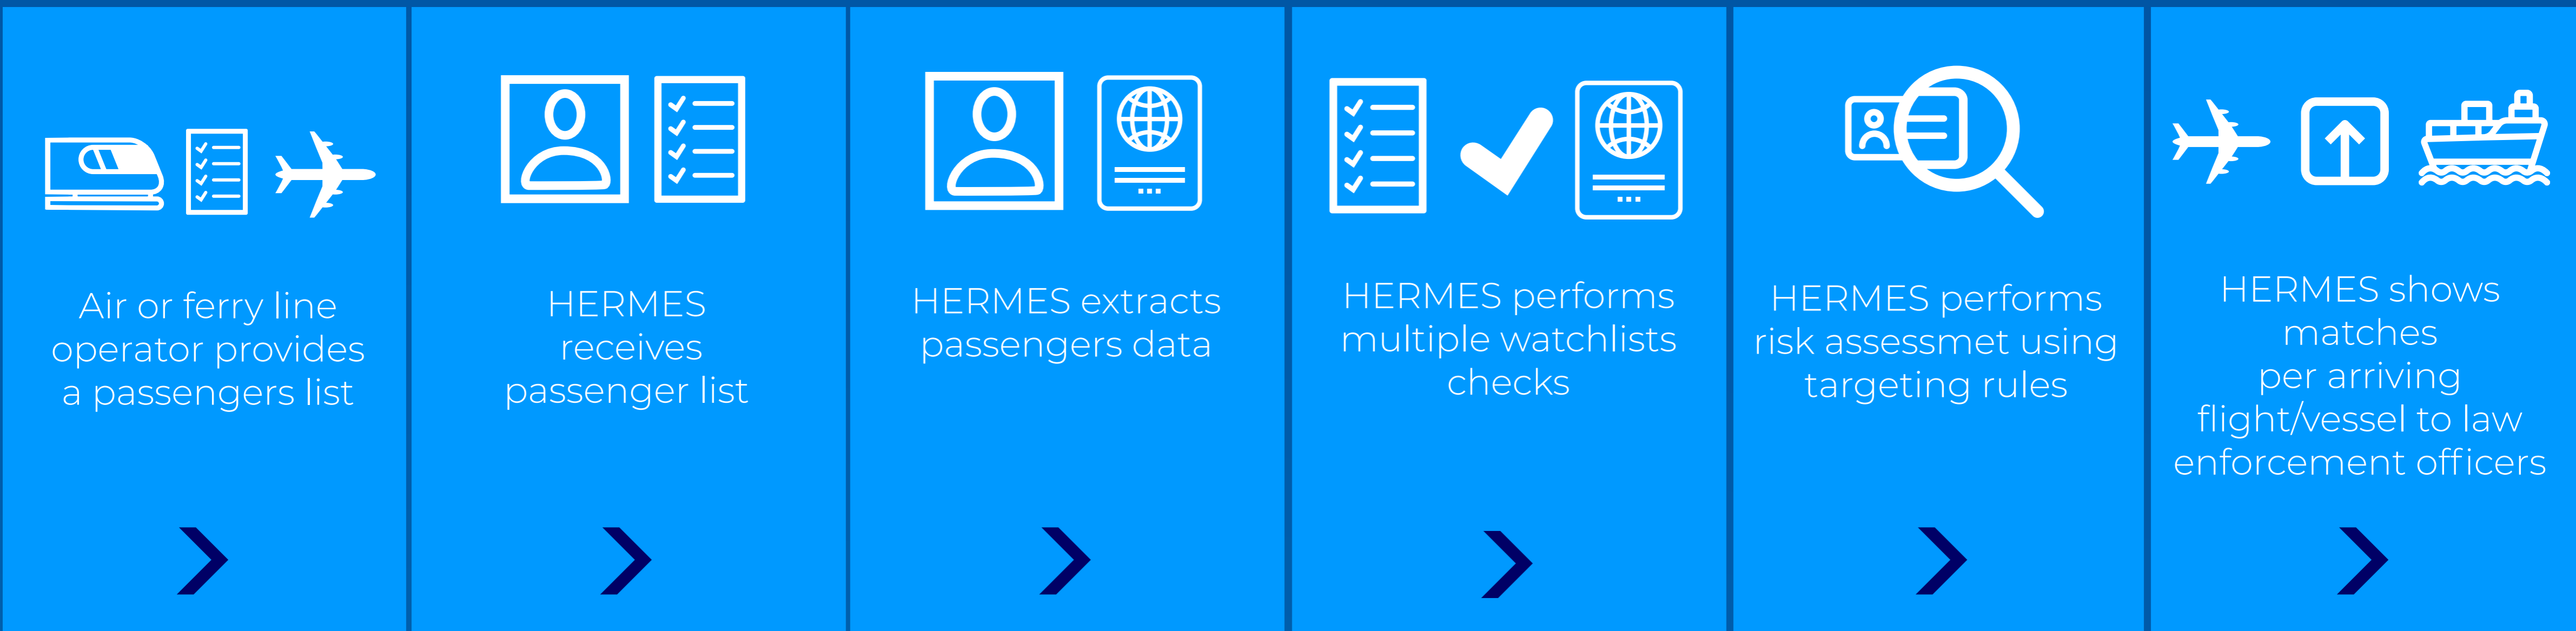 Air or ferry line
operator provides
a passengers list
HERMES
receives
passenger list
HERMES extracts
passengers data
HERMES performs
multiple watchlists
checks
HERMES performs
risk assessmet using
targeting rules
HERMES shows
matches
per arriving
flight/vessel to law
enforcement officers